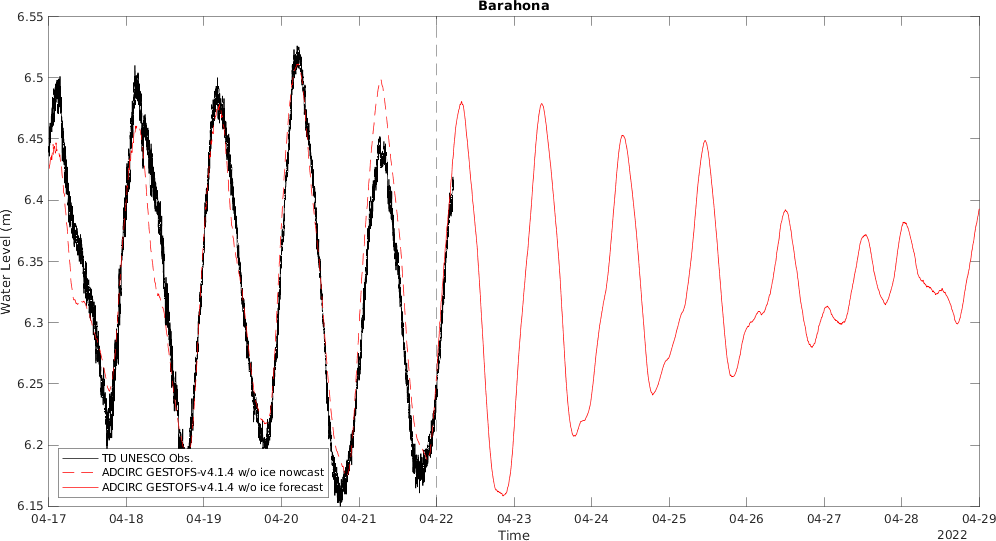 Barahona
Water Level (m)
6.55
6.5
6.45
6.4
6.35
6.3
6.25
6.2
6.15
TD UNESCO Obs.
ADCIRC GESTOFS-v4.1.4 w/o ice nowcast
ADCIRC GESTOFS-v4.1.4 w/o ice forecast
04-17 04-18 04-19 04-20 04-21 04-22 04-23 04-24 04-25 04-26 04-27 04-28 04-29
Time
2022